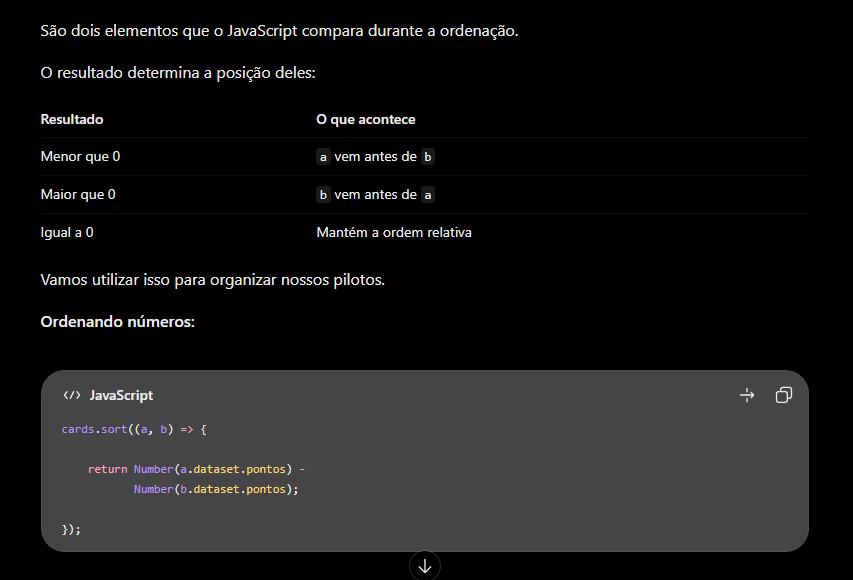 São dois elementos que o JavaScript compara durante a ordenação.
O resultado determina a posição deles:
Resultado O que acontece
Menor que 0 a vem antes de b
Maior que 0 b vem antes de a
Igual a 0 Mantém a ordem relativa
Vamos utilizar isso para organizar nossos pilotos.
Ordenando números:
</> JavaScript
cards.sort((a, b) => {
return Number(a.dataset.pontos) -
Number(b.dataset.pontos);
});